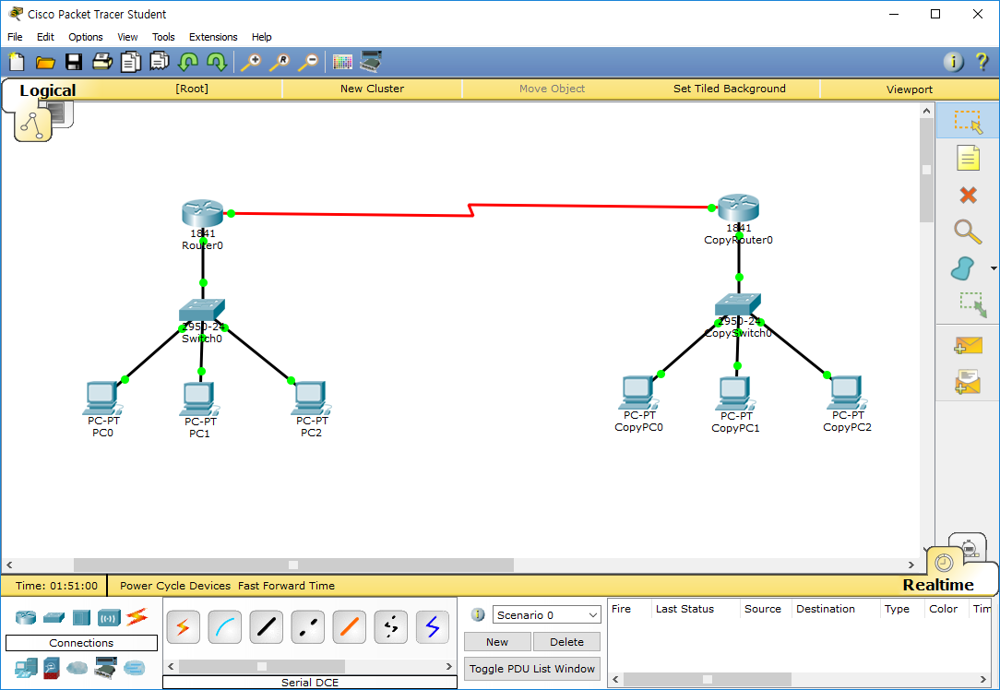 Cisco Packet Tracer Student
File Edit Options View Tools Extensions Help
Logical [Root] New Cluster Move Object Set Tiled Background Viewport
1841
Router0
1841
CopyRouter0
2950-24
Switch0
2950-24
CopySwitch0
PC-PT
PC0
PC-PT
PC1
PC-PT
PC2
PC-PT
CopyPC0
PC-PT
CopyPC1
PC-PT
CopyPC2
Time: 01:51:00 Power Cycle Devices Fast Forward Time
Realtime
Connections
Serial DCE
Scenario 0
New Delete
Toggle PDU List Window
Fire Last Status Source Destination Type Color Tim